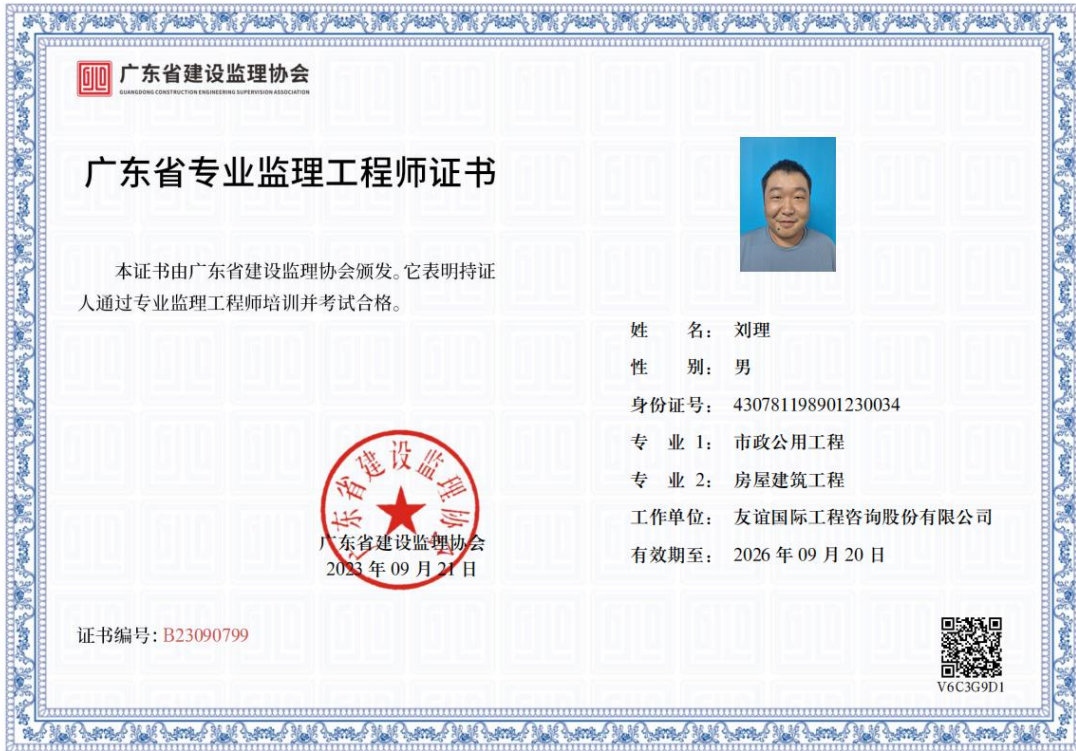 广东省建设监理协会
GUANGDONG CONSTRUCTION ENGINEERING SUPERVISION ASSOCIATION
广东省专业监理工程师证书
本证书由广东省建设监理协会颁发。它表明持证
人通过专业监理工程师培训并考试合格。
姓 名： 刘理
性 别： 男
身份证号： 430781198901230034
专 业 1： 市政公用工程
专 业 2： 房屋建筑工程
工作单位： 友谊国际工程咨询股份有限公司
有效期至： 2026 年 09 月 20 日
广东省建设监理协会
广东省建设监理协会
2023 年 09 月 21 日
证书编号: B23090799
V6C3G9D1